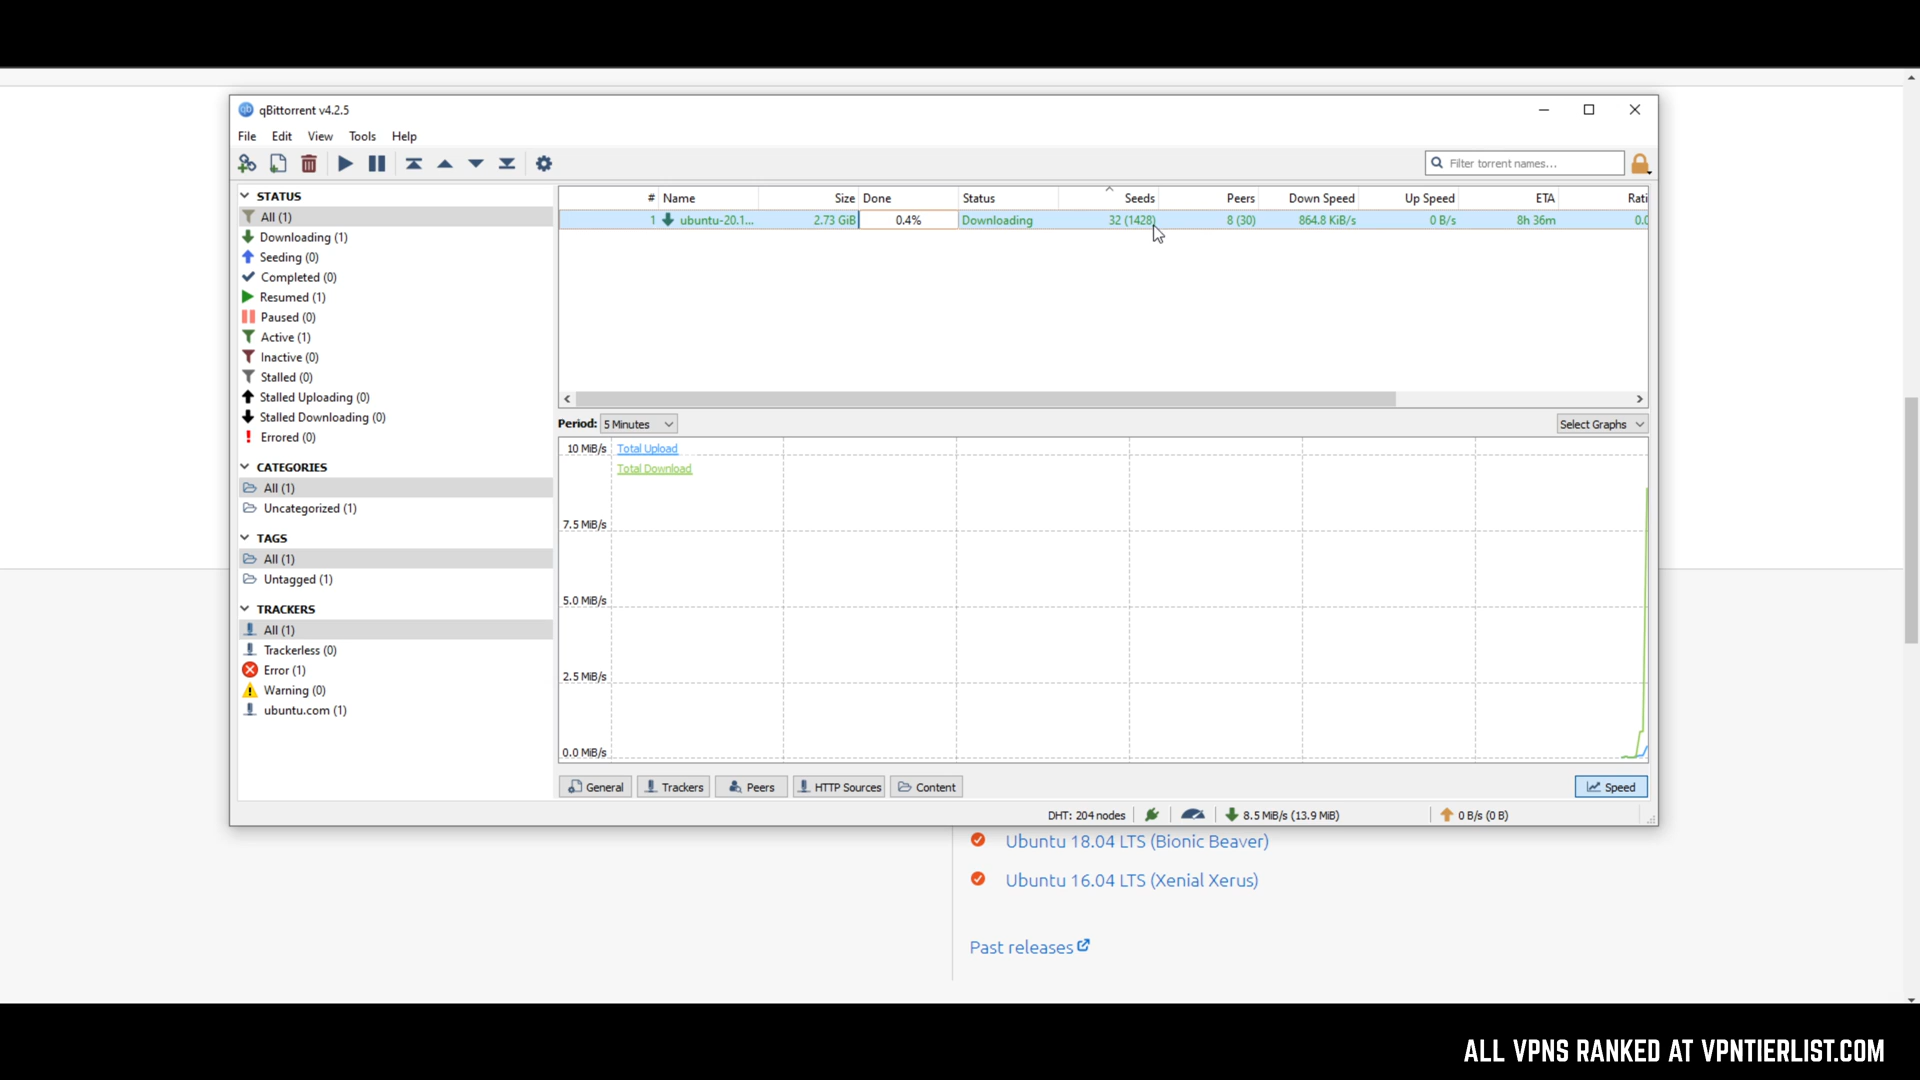 qBittorrent v4.2.5
File Edit View Tools Help
Filter torrent names...
STATUS
All (1)
Downloading (1)
Seeding (0)
Completed (0)
Resumed (1)
Paused (0)
Active (1)
Inactive (0)
Stalled (0)
Stalled Uploading (0)
Stalled Downloading (0)
Errored (0)
CATEGORIES
All (1)
Uncategorized (1)
TAGS
All (1)
Untagged (1)
TRACKERS
All (1)
Trackerless (0)
Error (1)
Warning (0)
ubuntu.com (1)
# Name Size Done Status Seeds Peers Down Speed Up Speed ETA Rati
1 ubuntu-20.1... 2.73 GiB 0.4% Downloading 32 (1428) 8 (30) 864.8 KiB/s 0 B/s 8h 36m 0.0
Period: 5 Minutes Select Graphs
10 MiB/s Total Upload
Total Download
7.5 MiB/s
5.0 MiB/s
2.5 MiB/s
0.0 MiB/s
General Trackers Peers HTTP Sources Content Speed
DHT: 204 nodes 8.5 MiB/s (13.9 MiB) 0 B/s (0 B)
Ubuntu 18.04 LTS (Bionic Beaver)
Ubuntu 16.04 LTS (Xenial Xerus)
Past releases
ALL VPNS RANKED AT VPNTIERLIST.COM